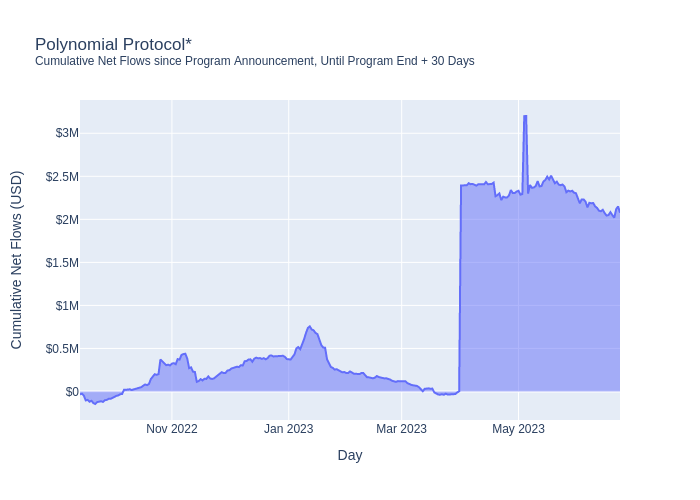 Polynomial Protocol*
Cumulative Net Flows since Program Announcement, Until Program End + 30 Days
Cumulative Net Flows (USD)
$3M
$2.5M
$2M
$1.5M
$1M
$0.5M
$0
Nov 2022
Jan 2023
Mar 2023
May 2023
Day